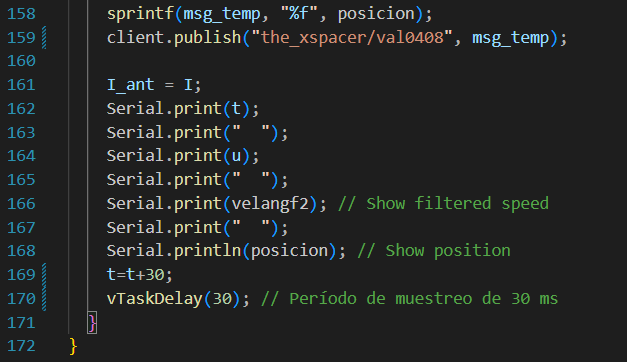 158 sprintf(msg_temp, "%f", posicion);
159 client.publish("the_xspacer/val0408", msg_temp);
160
161 I_ant = I;
162 Serial.print(t);
163 Serial.print("  ");
164 Serial.print(u);
165 Serial.print("  ");
166 Serial.print(velangf2); // Show filtered speed
167 Serial.print("  ");
168 Serial.println(posicion); // Show position
169 t=t+30;
170 vTaskDelay(30); // Período de muestreo de 30 ms
171 }
172 }